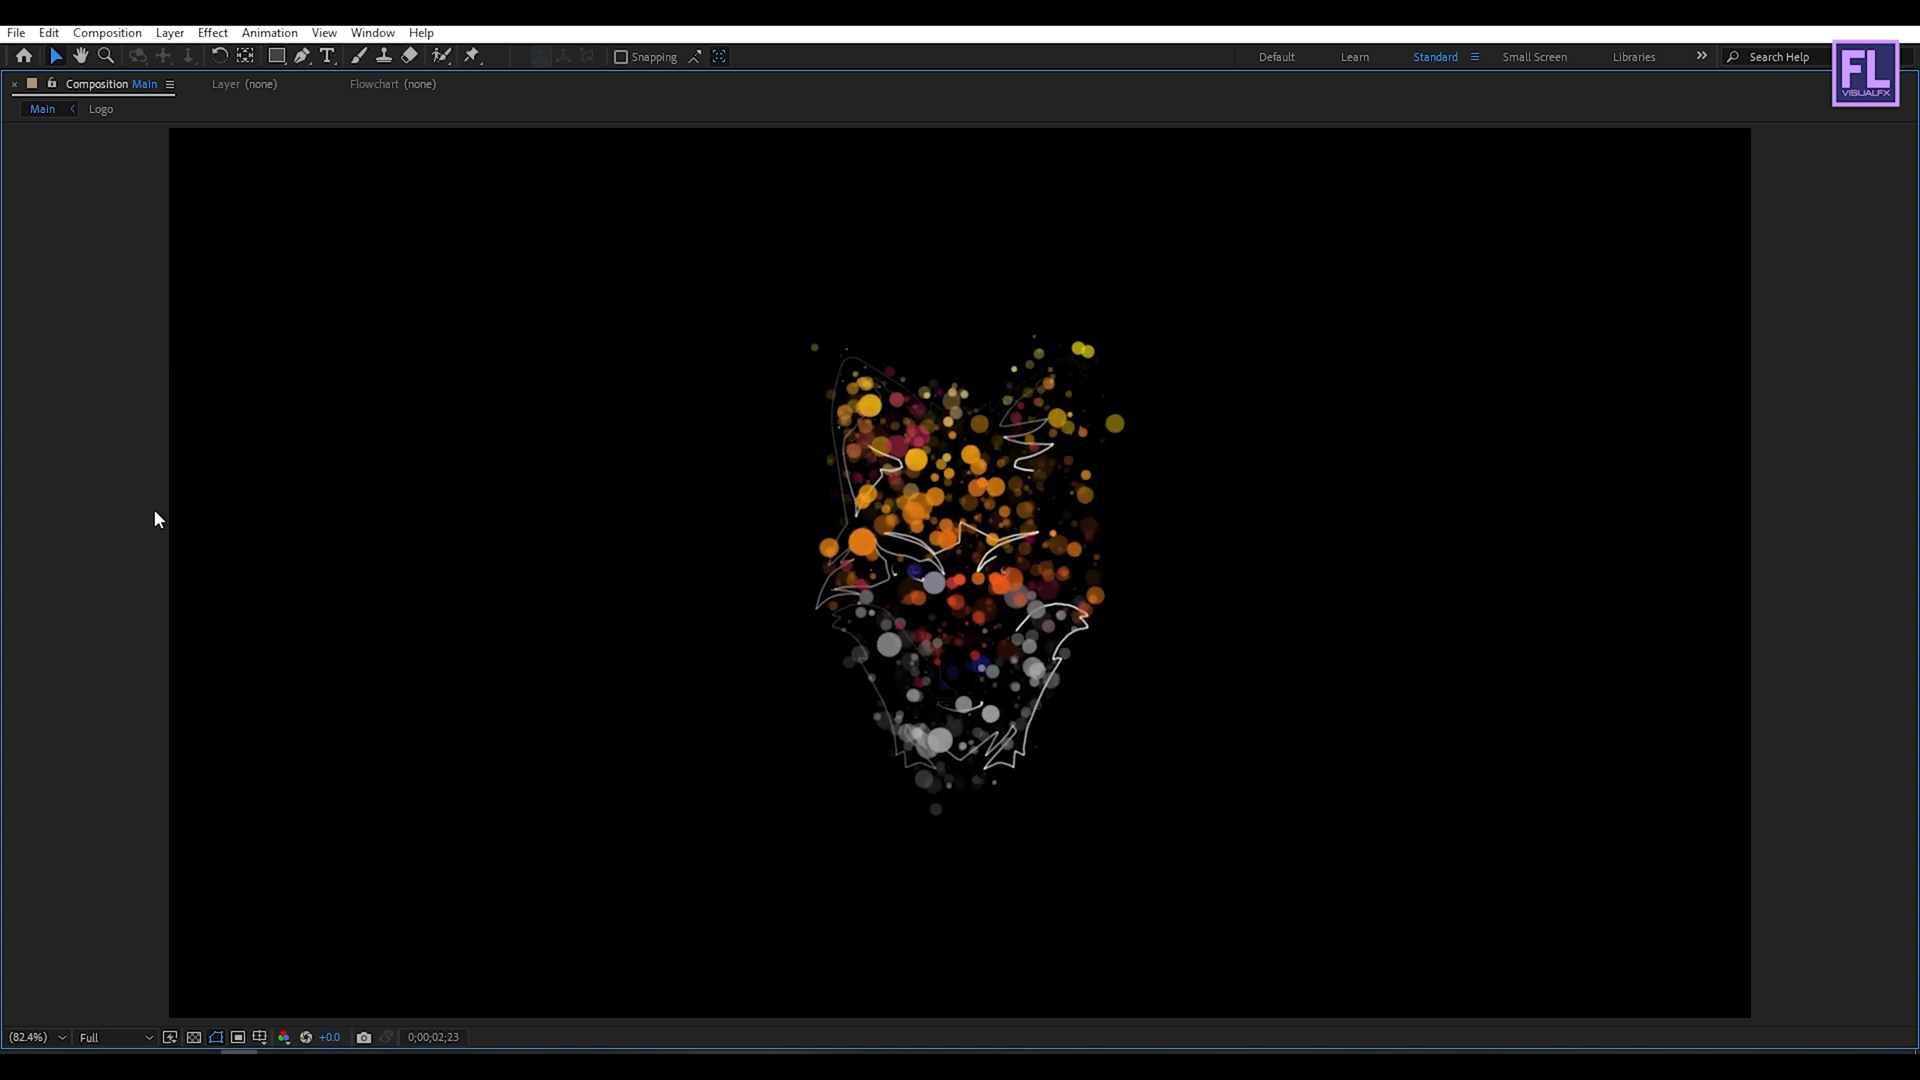 File Edit Composition Layer Effect Animation View Window Help
Snapping Default Learn Standard Small Screen Libraries Search Help
FL
VISUALFX
Composition Main Layer (none) Flowchart (none)
Main Logo
(82.4%) Full +0.0 0;00;02;23